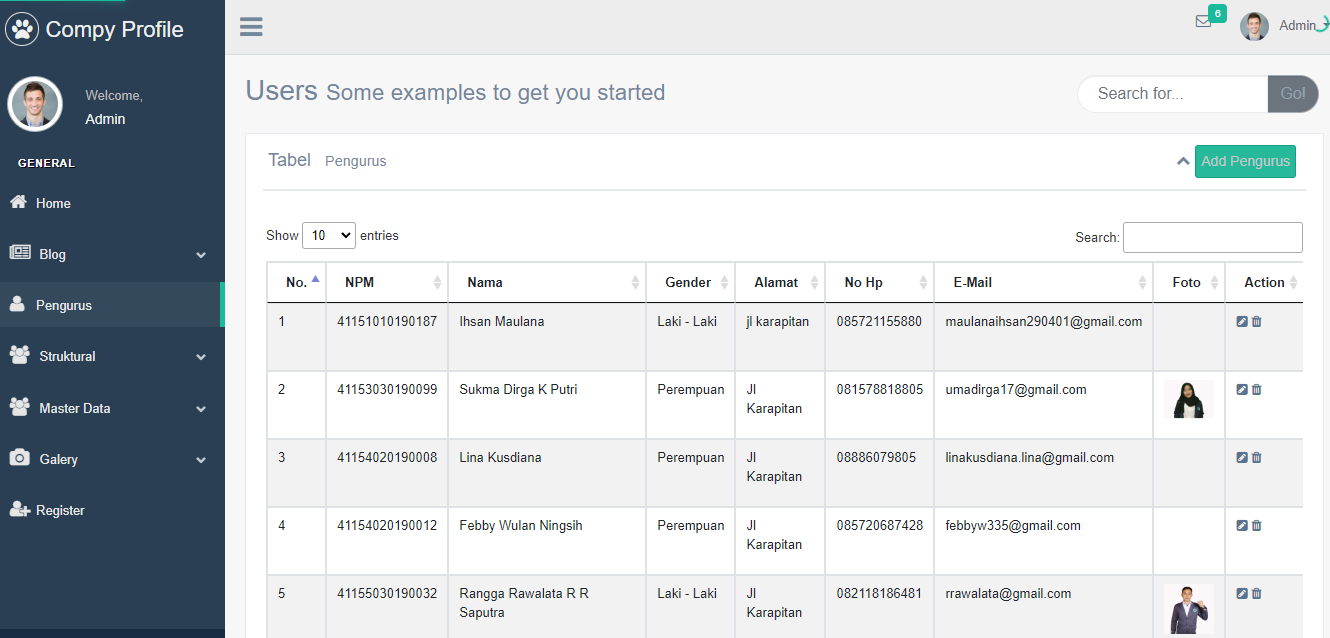 Compy Profile
6
Admin
Welcome,
Admin
GENERAL
Home
Blog
Pengurus
Struktural
Master Data
Galery
Register
Users Some examples to get you started
Search for...
Go!
Tabel Pengurus
Add Pengurus
Show 10 entries
Search:
No. NPM Nama Gender Alamat No Hp E-Mail Foto Action
1 41151010190187 Ihsan Maulana Laki - Laki jl karapitan 085721155880 maulanaihsan290401@gmail.com
2 41153030190099 Sukma Dirga K Putri Perempuan Jl 081578818805 umadirga17@gmail.com
Karapitan
3 41154020190008 Lina Kusdiana Perempuan Jl 08886079805 linakusdiana.lina@gmail.com
Karapitan
4 41154020190012 Febby Wulan Ningsih Perempuan Jl 085720687428 febbyw335@gmail.com
Karapitan
5 41155030190032 Rangga Rawalata R R Laki - Laki Jl 082118186481 rrawalata@gmail.com
Saputra Karapitan